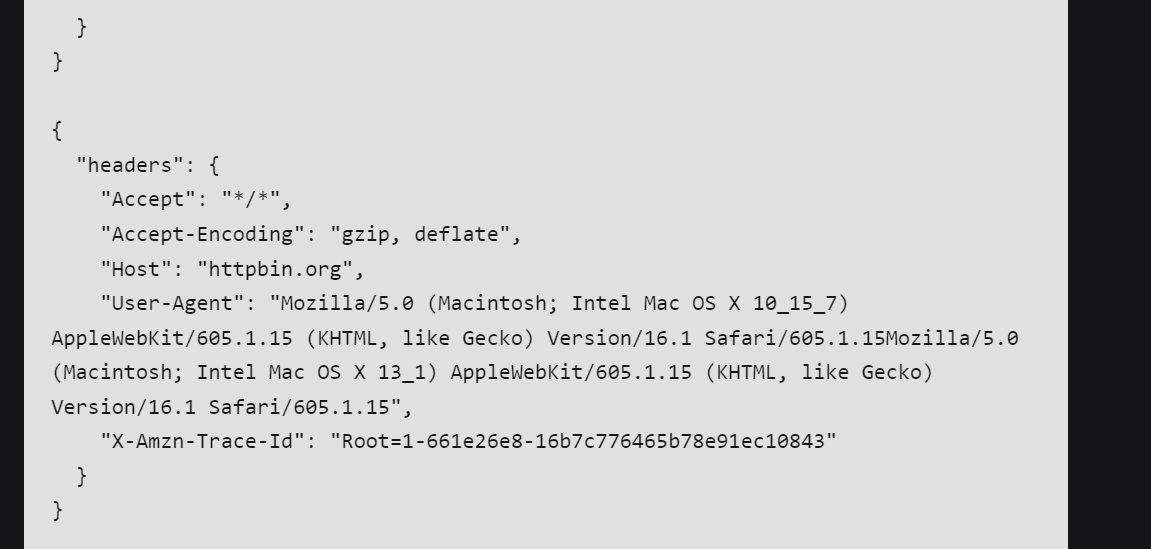 }
}
{
"headers": {
"Accept": "*/*",
"Accept-Encoding": "gzip, deflate",
"Host": "httpbin.org",
"User-Agent": "Mozilla/5.0 (Macintosh; Intel Mac OS X 10_15_7)
AppleWebKit/605.1.15 (KHTML, like Gecko) Version/16.1 Safari/605.1.15Mozilla/5.0
(Macintosh; Intel Mac OS X 13_1) AppleWebKit/605.1.15 (KHTML, like Gecko)
Version/16.1 Safari/605.1.15",
"X-Amzn-Trace-Id": "Root=1-661e26e8-16b7c776465b78e91ec10843"
}
}